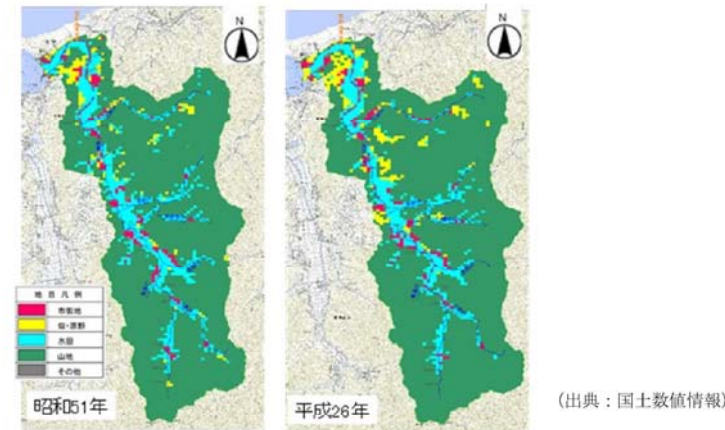 N
N
地目凡例
市街地
畑・原野
水田
山地
その他
昭和51年
平成26年
(出典：国土数値情報)